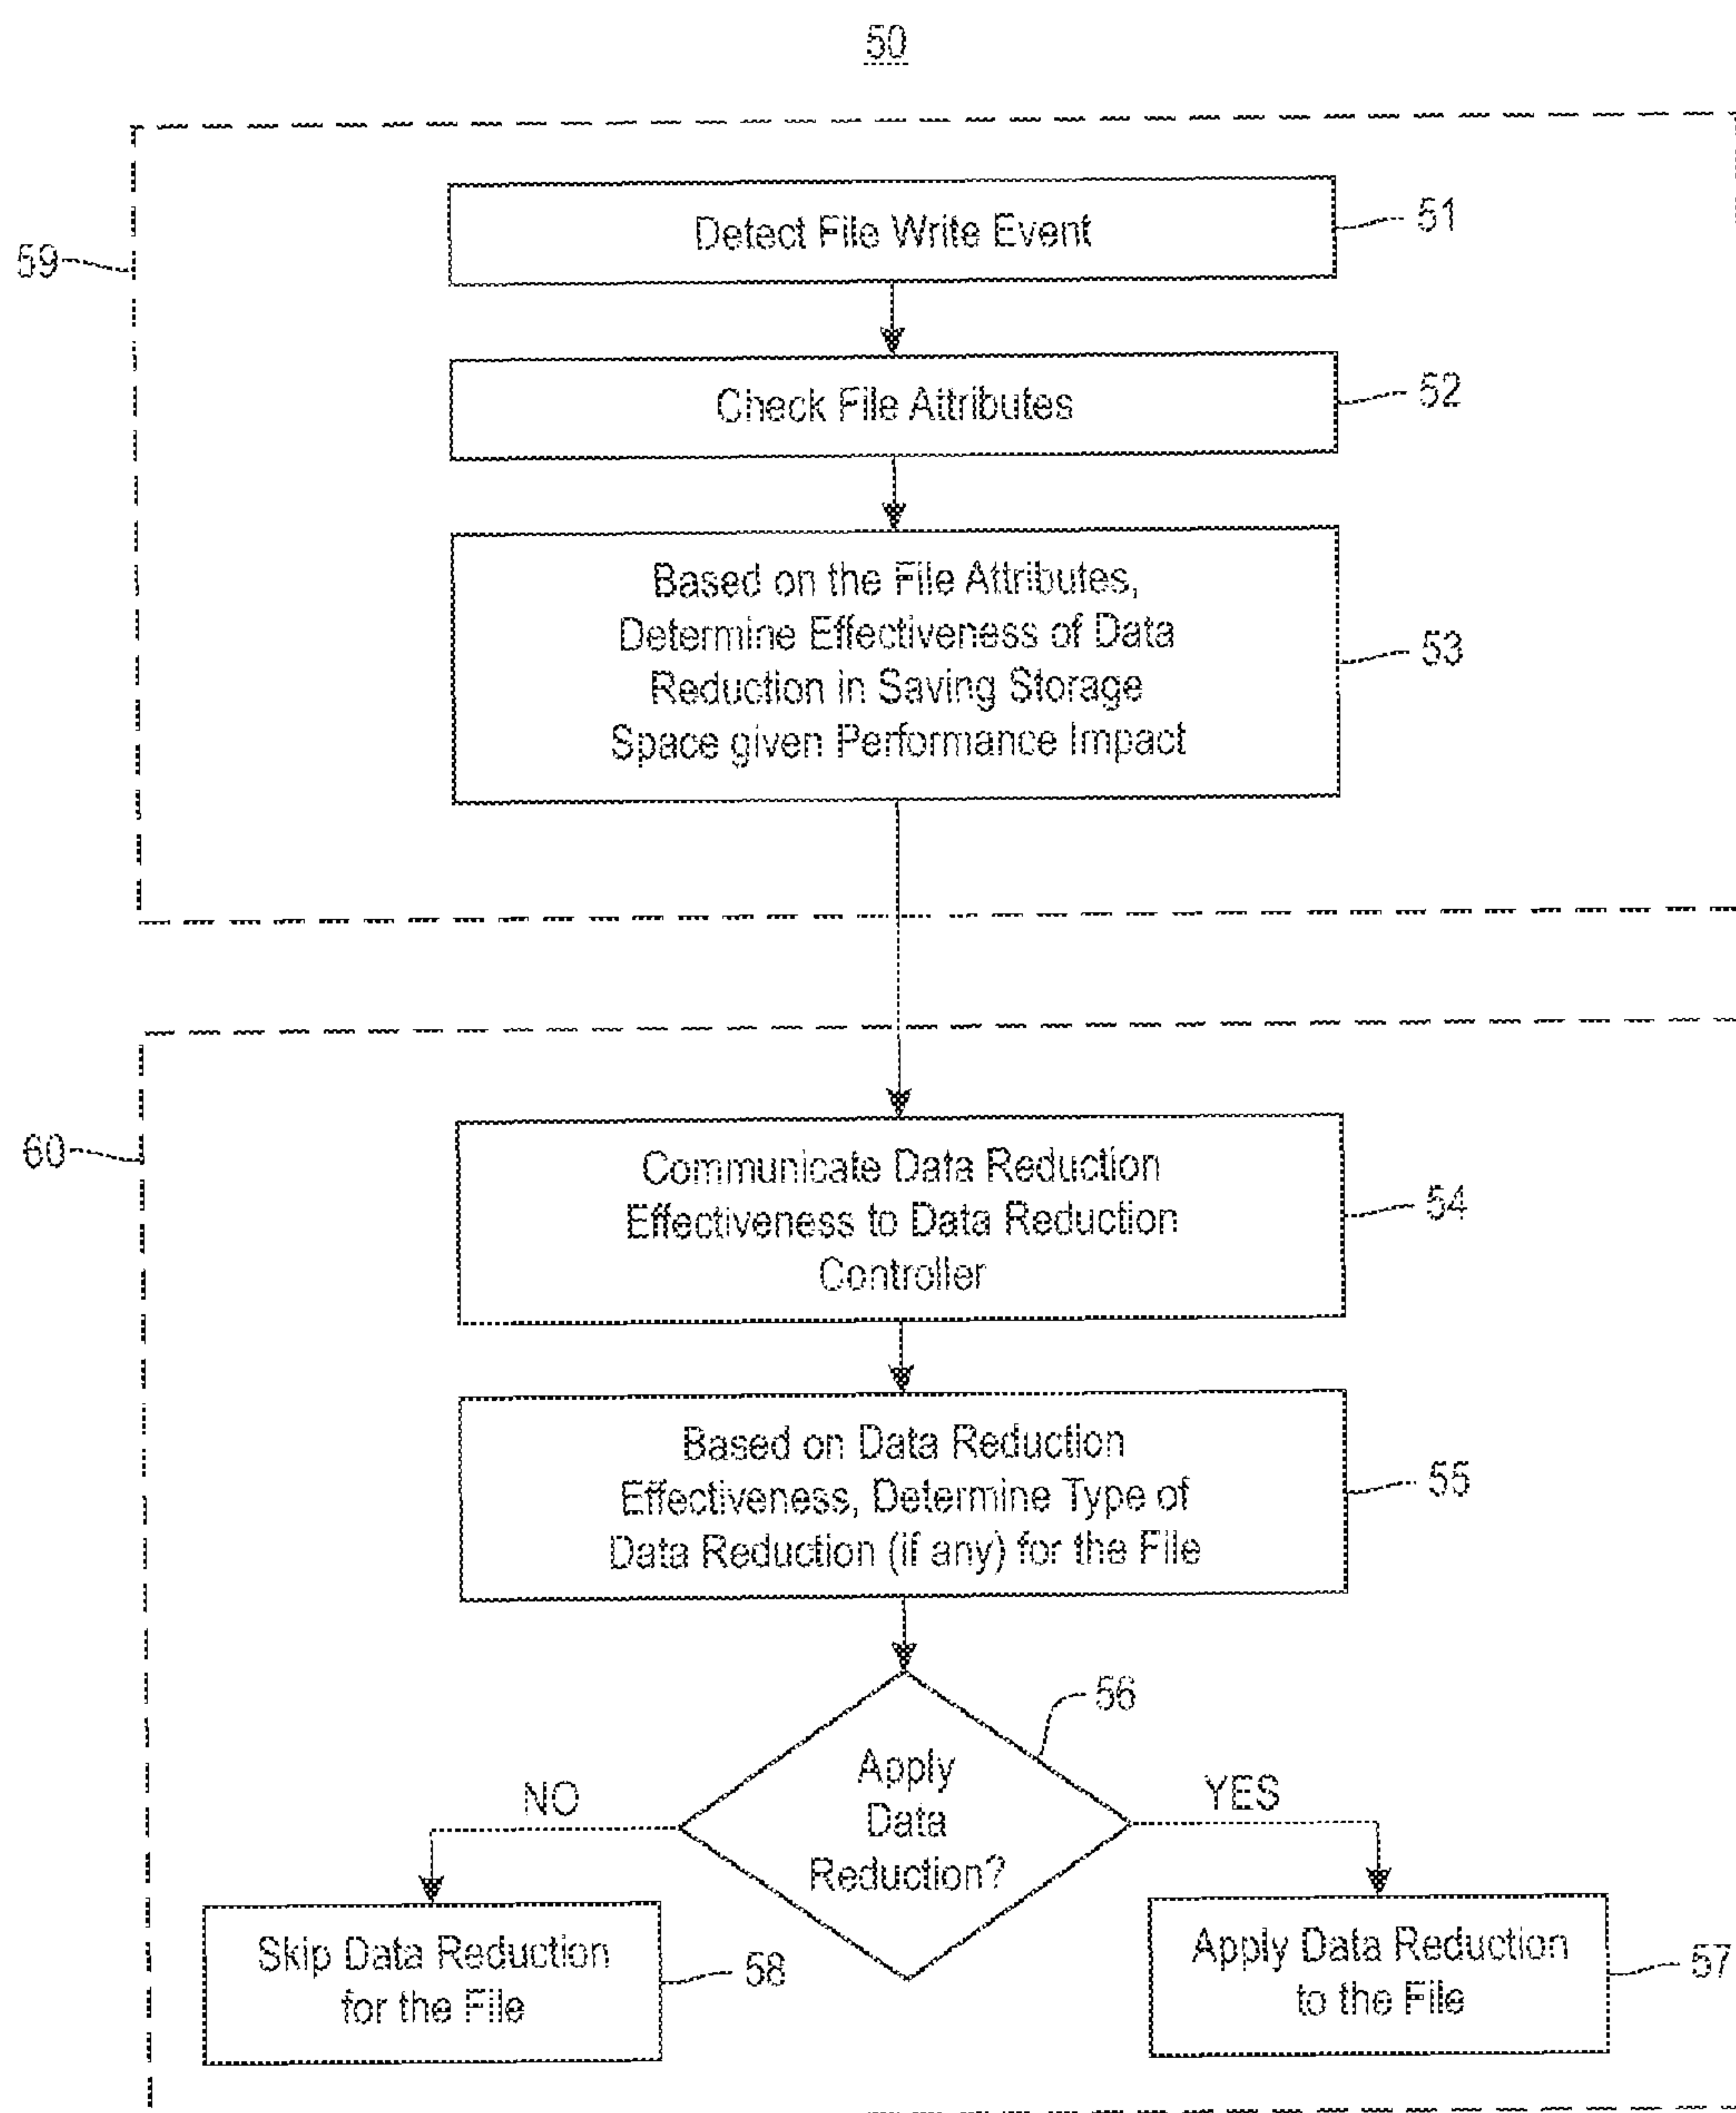 50
59
Detect File Write Event
51
Check File Attributes
52
Based on the File Attributes,
Determine Effectiveness of Data
Reduction in Saving Storage
Space given Performance Impact
53
60
Communicate Data Reduction
Effectiveness to Data Reduction
Controller
54
Based on Data Reduction
Effectiveness, Determine Type of
Data Reduction (if any) for the File
55
56
Apply
Data
Reduction?
NO
YES
Skip Data Reduction
for the File
58
Apply Data Reduction
to the File
57